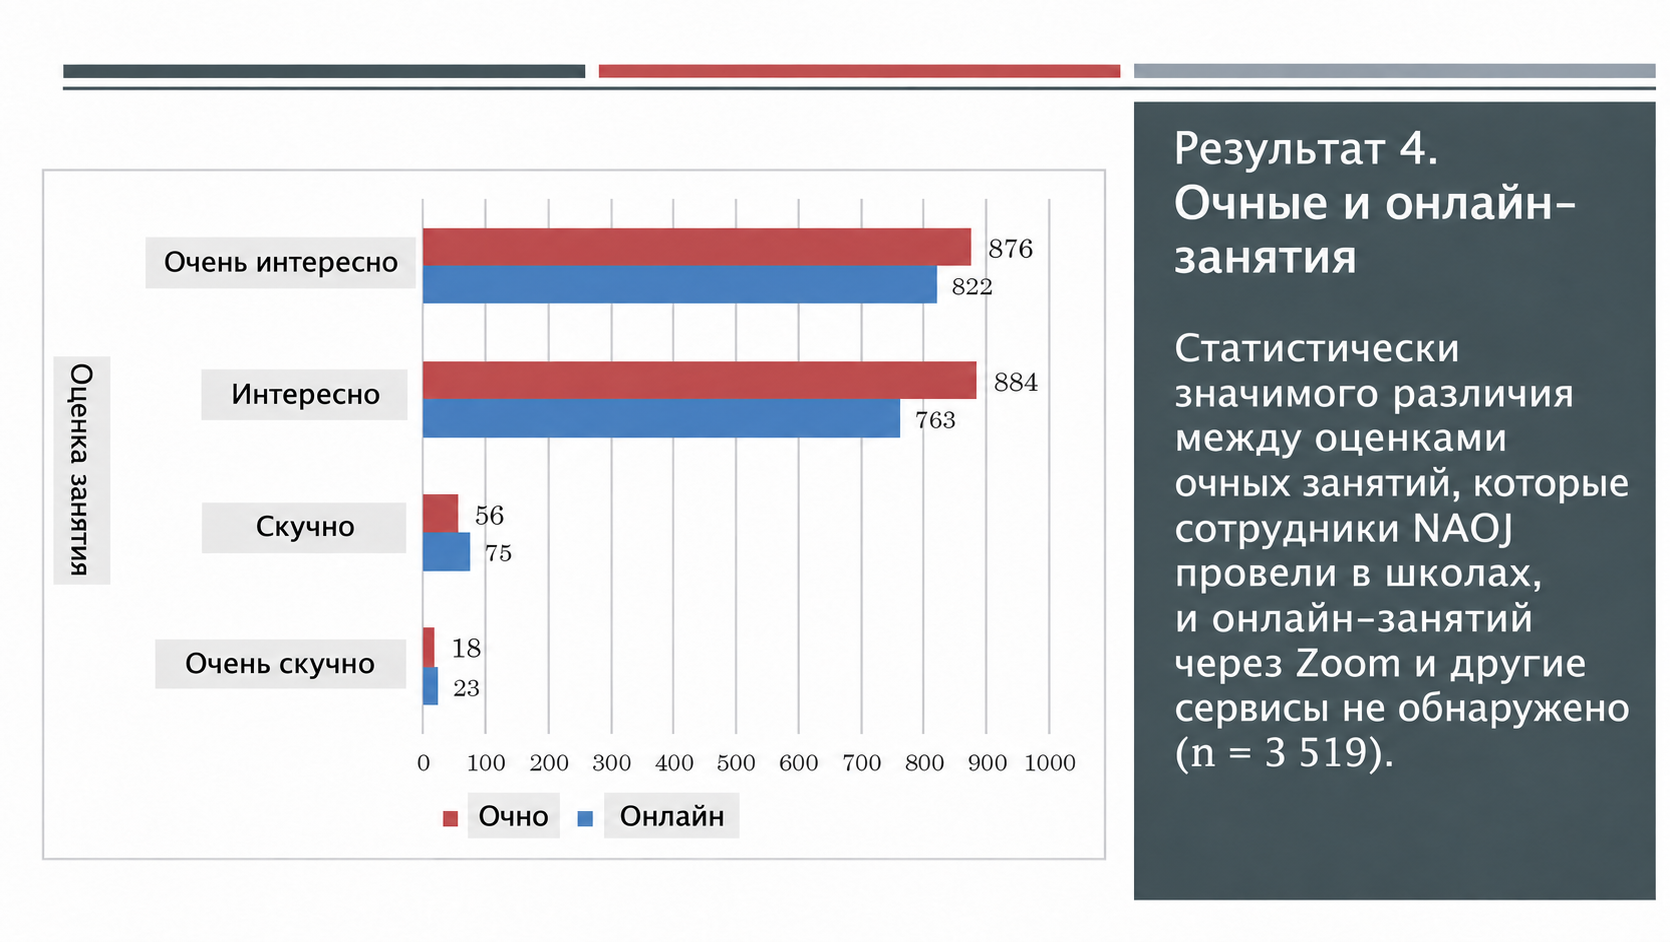 Результат 4.
Очные и онлайн-
занятия
Статистически
значимого различия
между оценками
очных занятий, которые
сотрудники NAOJ
провели в школах,
и онлайн-занятий
через Zoom и другие
сервисы не обнаружено
(n = 3 519).
Оценка занятия
Очень интересно
876
822
Интересно
884
763
Скучно
56
75
Очень скучно
18
23
0 100 200 300 400 500 600 700 800 900 1000
Очно Онлайн